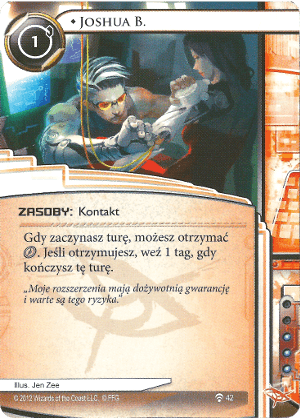 1
• Joshua B.
ZASOBY: Kontakt
Gdy zaczynasz turę, możesz otrzymać
. Jeśli otrzymujesz, weź 1 tag, gdy
kończysz tę turę.
„Moje rozszerzenia mają dożywotnią gwarancję
i warte są tego ryzyka.”
Illus. Jen Zee
©2012 Wizards of the Coast LLC. © FFG 42